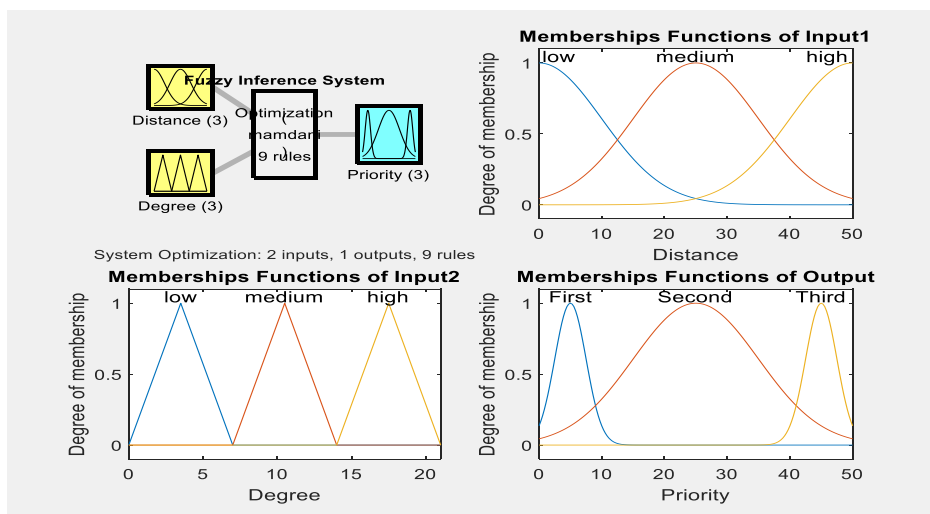 Fuzzy Inference System
Distance (3)
Degree (3)
Optimization
(
mamdani
)
9 rules
Priority (3)
System Optimization: 2 inputs, 1 outputs, 9 rules
Memberships Functions of Input1
low medium high
Degree of membership
1
0.5
0
0 10 20 30 40 50
Distance
Memberships Functions of Input2
low medium high
Degree of membership
1
0.5
0
0 5 10 15 20
Degree
Memberships Functions of Output
First Second Third
Degree of membership
1
0.5
0
0 10 20 30 40 50
Priority